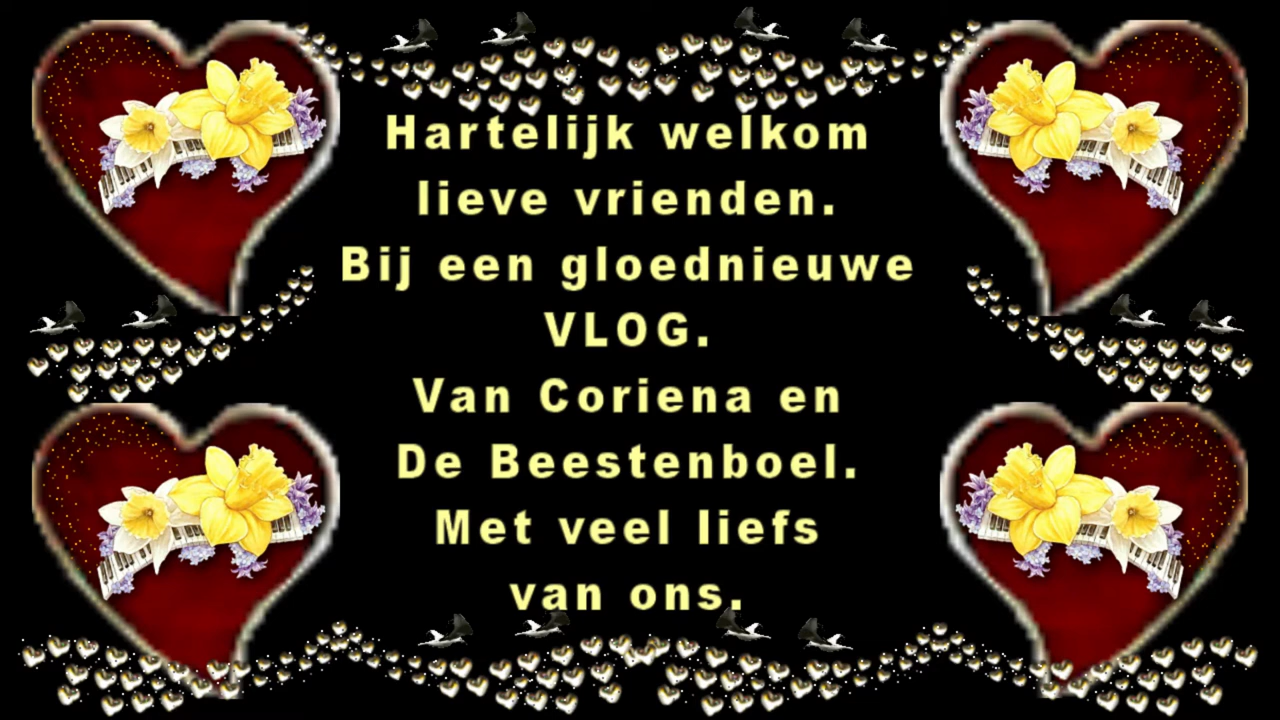 Hartelijk welkom
lieve vrienden.
Bij een gloednieuwe
VLOG.
Van Coriena en
De Beestenboel.
Met veel liefs
van ons.